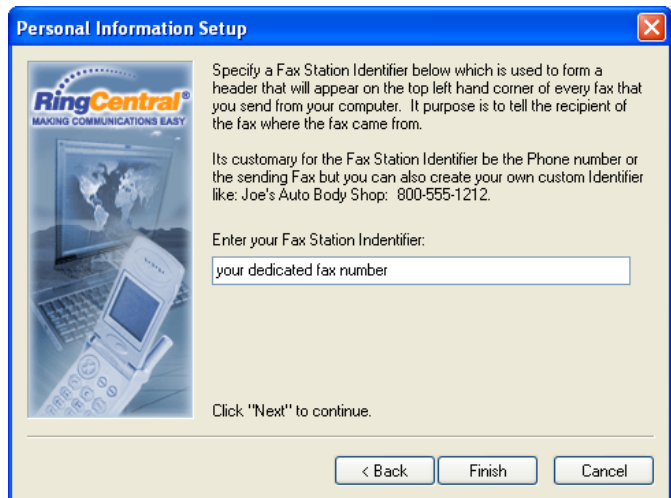 Personal Information Setup
RingCentral®
MAKING COMMUNICATIONS EASY
Specify a Fax Station Identifier below which is used to form a
header that will appear on the top left hand corner of every fax that
you send from your computer.  It purpose is to tell the recipient of
the fax where the fax came from.
Its customary for the Fax Station Identifier be the Phone number or
the sending Fax but you can also create your own custom Identifier
like: Joe's Auto Body Shop:  800-555-1212.
Enter your Fax Station Indentifier:
your dedicated fax number
Click "Next" to continue.
< Back
Finish
Cancel